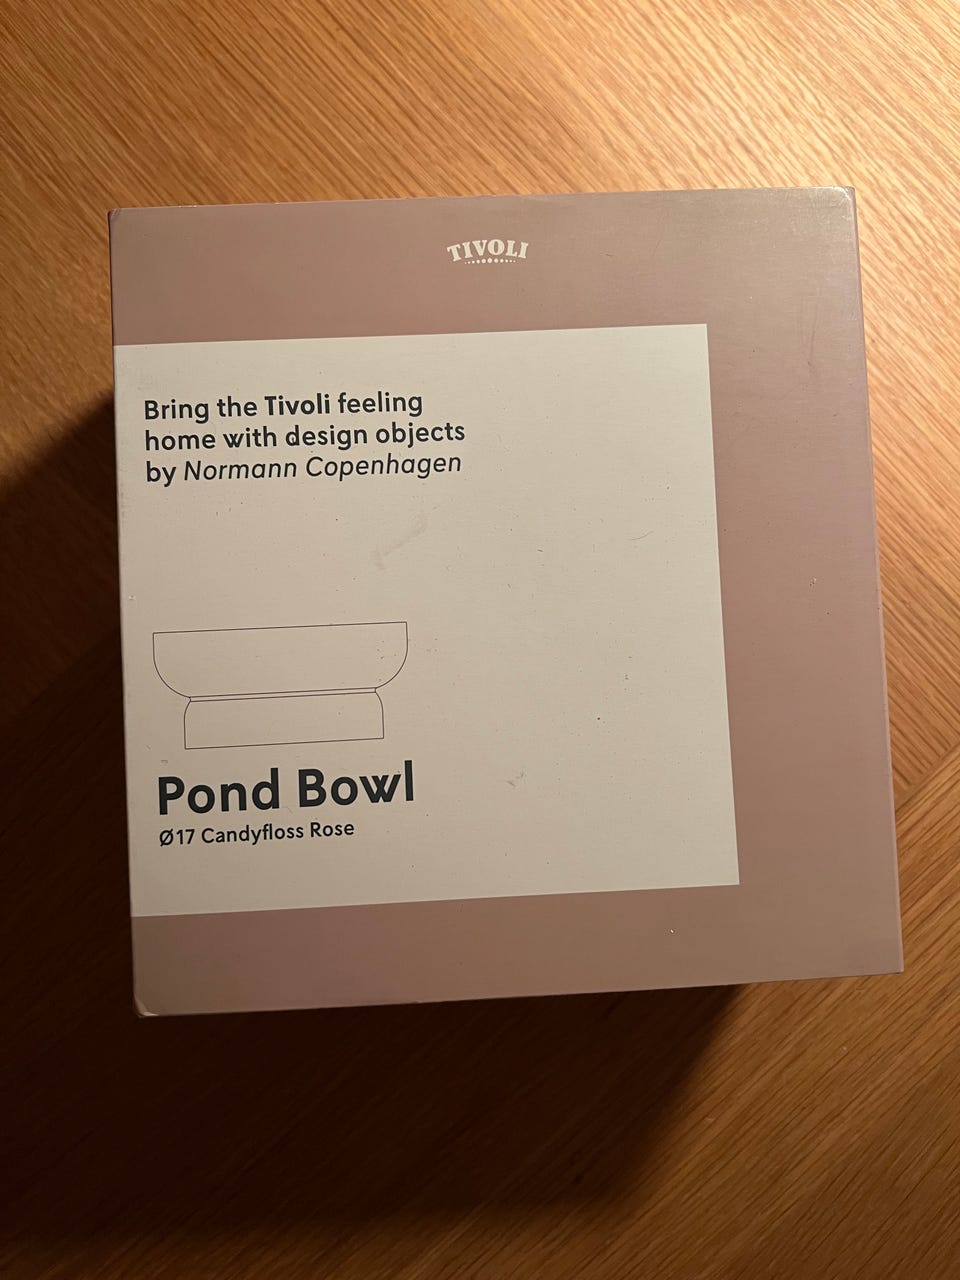 TIVOLI
Bring the Tivoli feeling
home with design objects
by Normann Copenhagen
Pond Bowl
Ø17 Candyfloss Rose